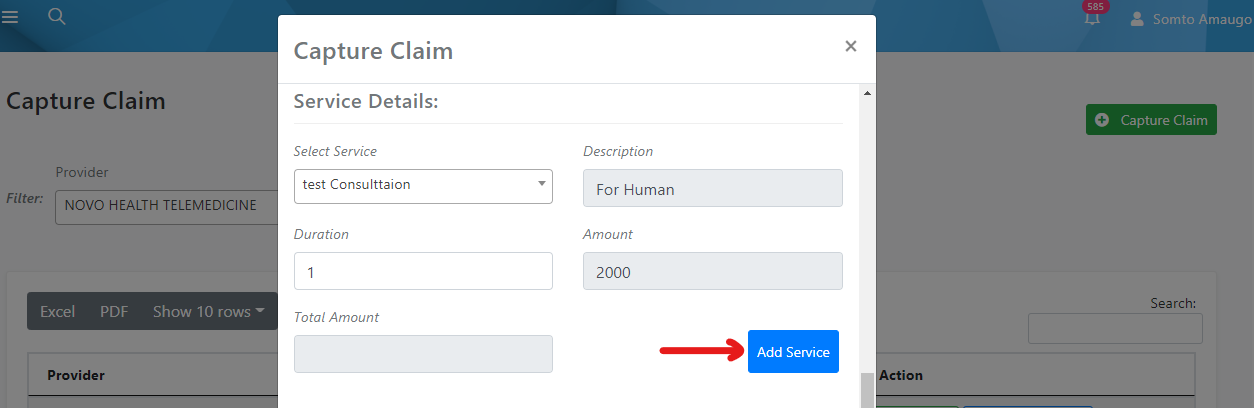 585
Somto Amaugo
Capture Claim
×
Service Details:
Capture Claim
Capture Claim
Select Service
Description
Provider
test Consulttaion
For Human
Filter:
NOVO HEALTH TELEMEDICINE
Duration
Amount
1
2000
Excel PDF Show 10 rows
Search:
Total Amount
Add Service
Provider
Action